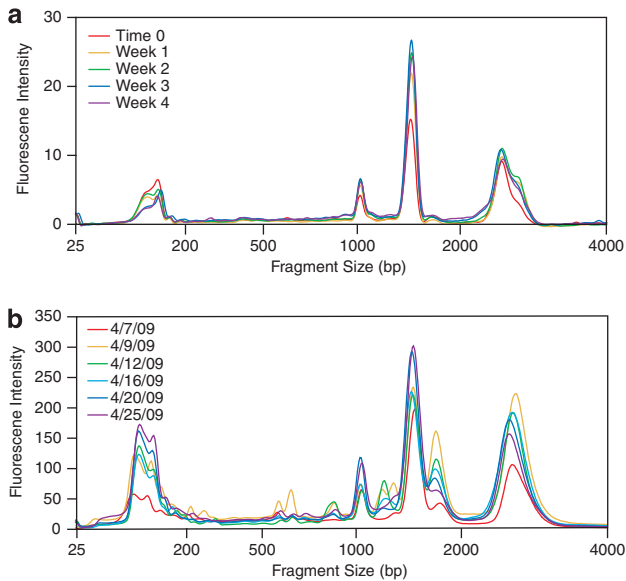 a
30
20
10
0
Fluorescene Intensity
Time 0
Week 1
Week 2
Week 3
Week 4
25 200 500 1000 2000 4000
Fragment Size (bp)
b
350
300
250
200
150
100
50
0
Fluorescene Intensity
4/7/09
4/9/09
4/12/09
4/16/09
4/20/09
4/25/09
25 200 500 1000 2000 4000
Fragment Size (bp)